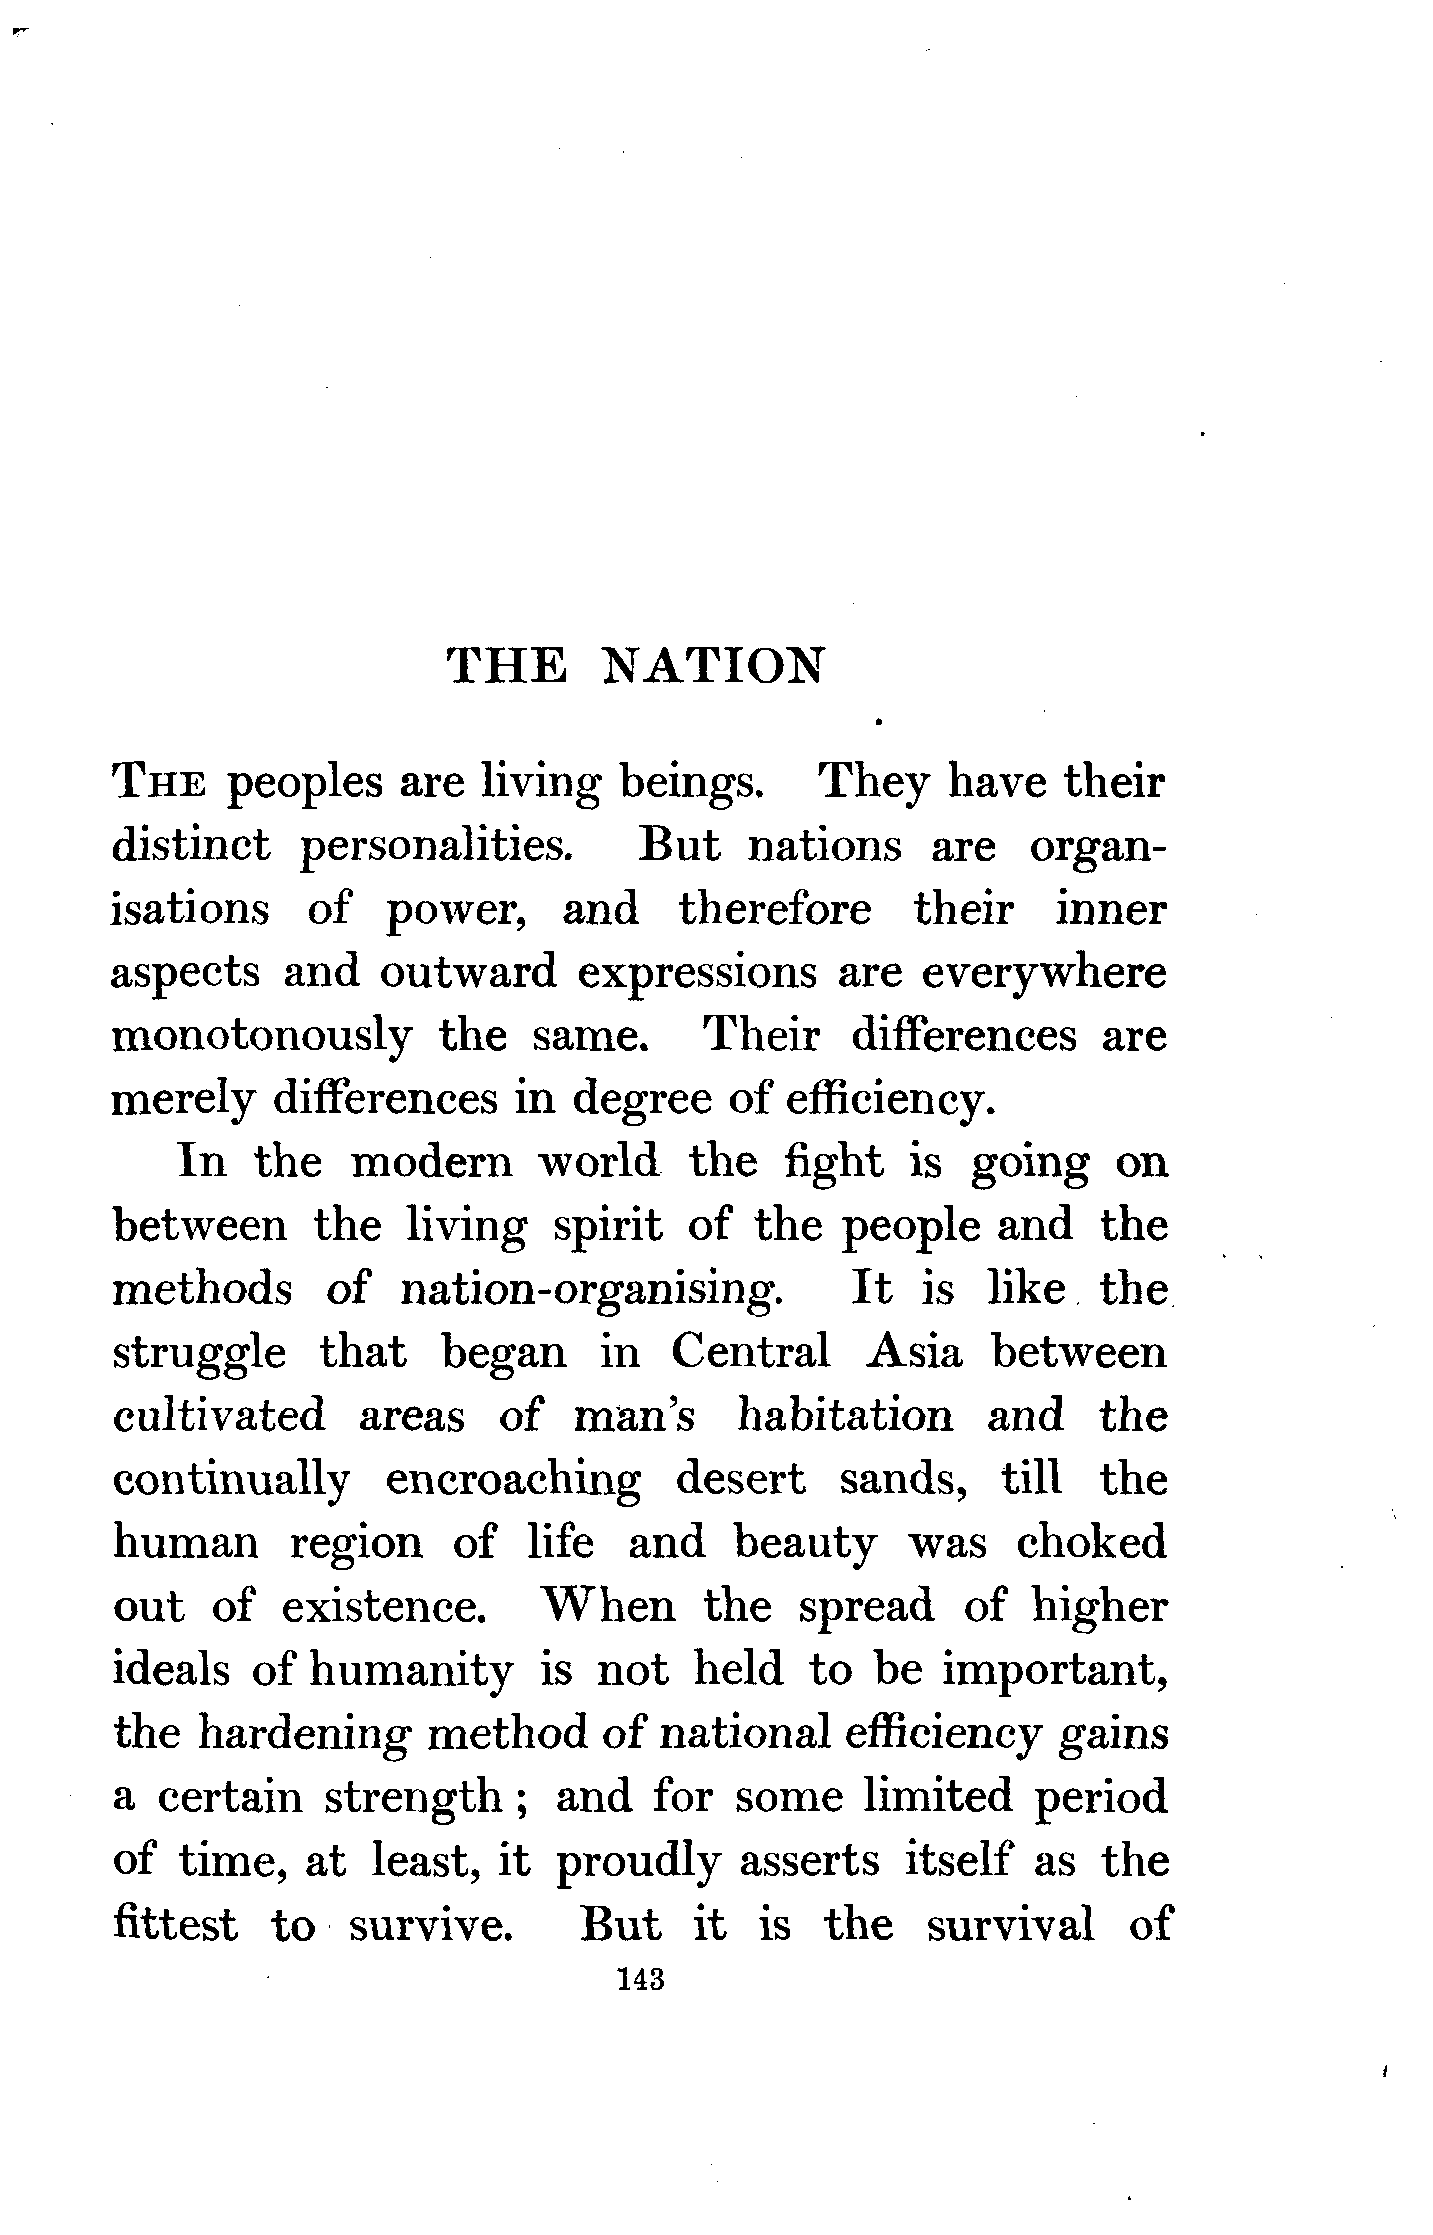 THE NATION
THE peoples are living beings. They have their
distinct personalities. But nations are organ-
isations of power, and therefore their inner
aspects and outward expressions are everywhere
monotonously the same. Their differences are
merely differences in degree of efficiency.
In the modern world the fight is going on
between the living spirit of the people and the
methods of nation-organising. It is like the
struggle that began in Central Asia between
cultivated areas of man's habitation and the
continually encroaching desert sands, till the
human region of life and beauty was choked
out of existence. When the spread of higher
ideals of humanity is not held to be important,
the hardening method of national efficiency gains
a certain strength ; and for some limited period
of time, at least, it proudly asserts itself as the
fittest to survive. But it is the survival of
143